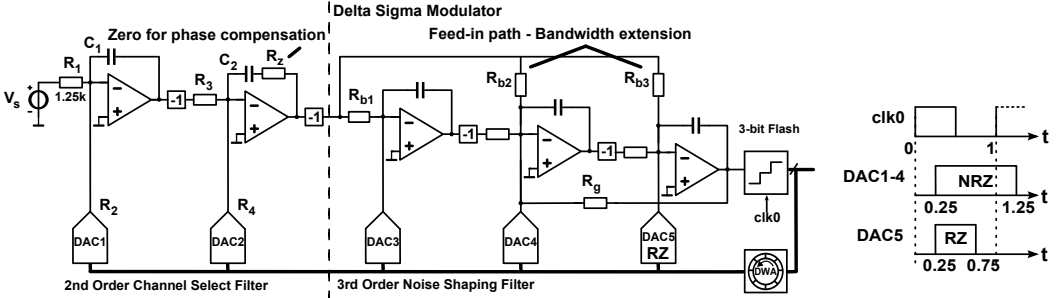 Delta Sigma Modulator
Zero for phase compensation
Feed-in path - Bandwidth extension
C1
R1
1.25k
Vs
+
-
-1
R3
C2
Rz
-1
Rb1
-1
Rb2
-1
Rb3
Rg
3-bit Flash
clk0
R2
R4
DAC1
DAC2
DAC3
DAC4
DAC5
RZ
DWA
2nd Order Channel Select Filter
3rd Order Noise Shaping Filter
clk0
0
1
t
DAC1-4
NRZ
t
0.25
1.25
DAC5
RZ
t
0.25
0.75